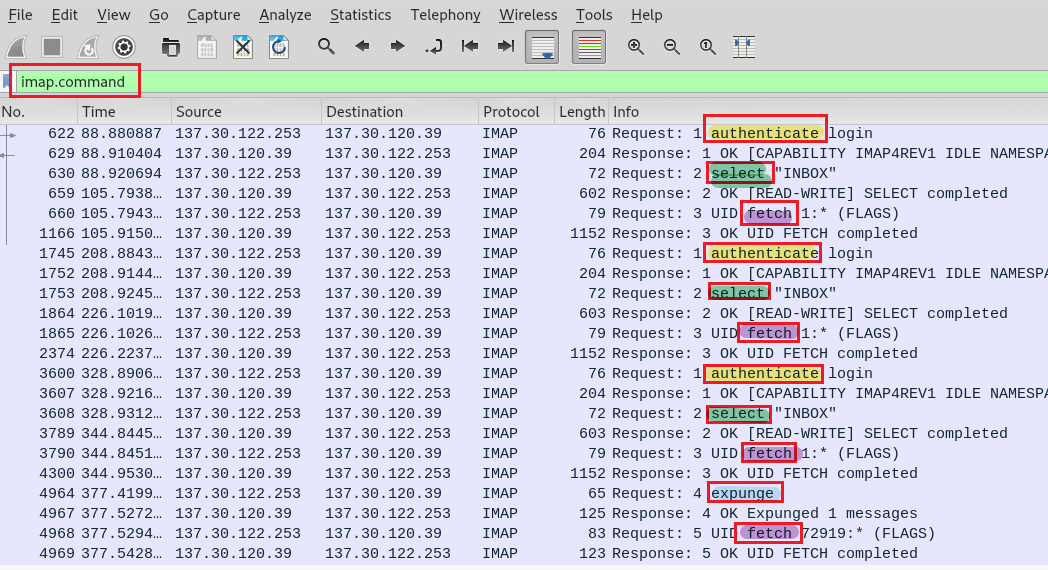 File Edit View Go Capture Analyze Statistics Telephony Wireless Tools Help
imap.command
No. Time Source Destination Protocol Length Info
622 88.880887 137.30.122.253 137.30.120.39 IMAP 76 Request: 1 authenticate login
629 88.910404 137.30.120.39 137.30.122.253 IMAP 204 Response: 1 OK [CAPABILITY IMAP4REV1 IDLE NAMESPA
630 88.920694 137.30.122.253 137.30.120.39 IMAP 72 Request: 2 select "INBOX"
659 105.7938… 137.30.120.39 137.30.122.253 IMAP 602 Response: 2 OK [READ-WRITE] SELECT completed
660 105.7943… 137.30.122.253 137.30.120.39 IMAP 79 Request: 3 UID fetch 1:* (FLAGS)
1166 105.9150… 137.30.120.39 137.30.122.253 IMAP 1152 Response: 3 OK UID FETCH completed
1745 208.8843… 137.30.122.253 137.30.120.39 IMAP 76 Request: 1 authenticate login
1752 208.9144… 137.30.120.39 137.30.122.253 IMAP 204 Response: 1 OK [CAPABILITY IMAP4REV1 IDLE NAMESPA
1753 208.9245… 137.30.122.253 137.30.120.39 IMAP 72 Request: 2 select "INBOX"
1864 226.1019… 137.30.120.39 137.30.122.253 IMAP 603 Response: 2 OK [READ-WRITE] SELECT completed
1865 226.1026… 137.30.122.253 137.30.120.39 IMAP 79 Request: 3 UID fetch 1:* (FLAGS)
2374 226.2237… 137.30.120.39 137.30.122.253 IMAP 1152 Response: 3 OK UID FETCH completed
3600 328.8906… 137.30.122.253 137.30.120.39 IMAP 76 Request: 1 authenticate login
3607 328.9216… 137.30.120.39 137.30.122.253 IMAP 204 Response: 1 OK [CAPABILITY IMAP4REV1 IDLE NAMESPA
3608 328.9312… 137.30.122.253 137.30.120.39 IMAP 72 Request: 2 select "INBOX"
3789 344.8445… 137.30.120.39 137.30.122.253 IMAP 603 Response: 2 OK [READ-WRITE] SELECT completed
3790 344.8451… 137.30.122.253 137.30.120.39 IMAP 79 Request: 3 UID fetch 1:* (FLAGS)
4300 344.9530… 137.30.120.39 137.30.122.253 IMAP 1152 Response: 3 OK UID FETCH completed
4964 377.4199… 137.30.122.253 137.30.120.39 IMAP 65 Request: 4 expunge
4967 377.5272… 137.30.120.39 137.30.122.253 IMAP 125 Response: 4 OK Expunged 1 messages
4968 377.5294… 137.30.122.253 137.30.120.39 IMAP 83 Request: 5 UID fetch 72919:* (FLAGS)
4969 377.5428… 137.30.120.39 137.30.122.253 IMAP 123 Response: 5 OK UID FETCH completed